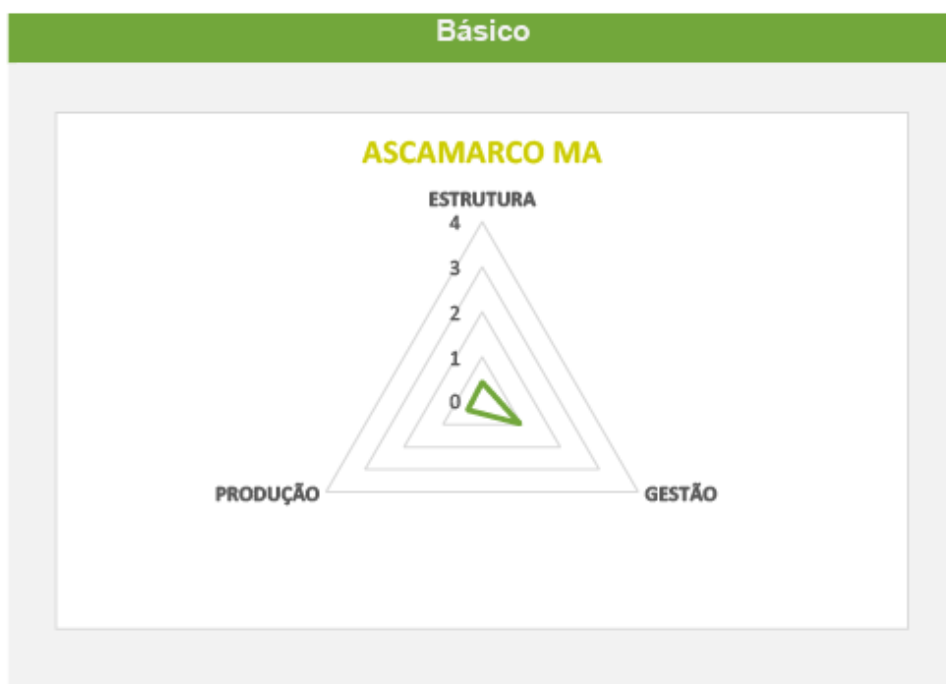 Básico
ASCAMARCO MA
ESTRUTURA
4
3
2
1
0
PRODUÇÃO
GESTÃO